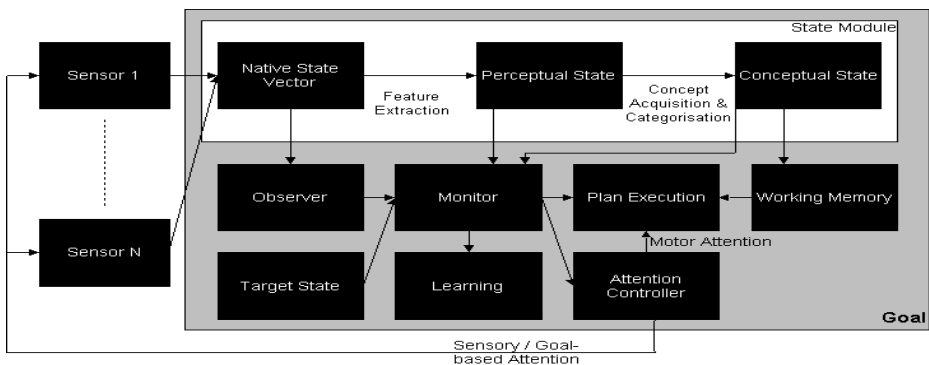 State Module
Sensor 1
Native State
Vector
Perceptual State
Conceptual State
Feature
Extraction
Concept
Acquisition &
Categorisation
Observer
Monitor
Plan Execution
Working Memory
Sensor N
Motor Attention
Target State
Learning
Attention
Controller
Goal
Sensory / Goal-
based Attention